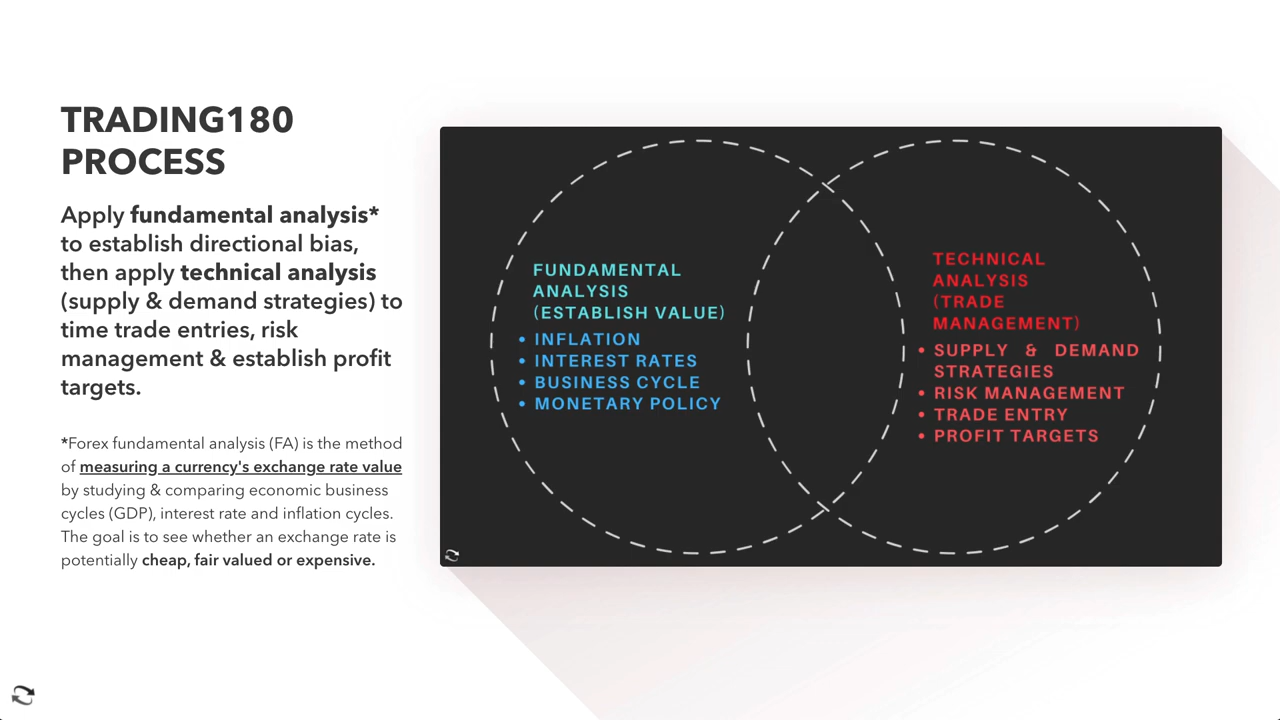 TRADING180
PROCESS
Apply fundamental analysis*
to establish directional bias,
then apply technical analysis
(supply & demand strategies) to
time trade entries, risk
management & establish profit
targets.
*Forex fundamental analysis (FA) is the method
of measuring a currency's exchange rate value
by studying & comparing economic business
cycles (GDP), interest rate and inflation cycles.
The goal is to see whether an exchange rate is
potentially cheap, fair valued or expensive.
FUNDAMENTAL
ANALYSIS
(ESTABLISH VALUE)
• INFLATION
• INTEREST RATES
• BUSINESS CYCLE
• MONETARY POLICY
TECHNICAL
ANALYSIS
(TRADE
MANAGEMENT)
• SUPPLY & DEMAND
STRATEGIES
• RISK MANAGEMENT
• TRADE ENTRY
• PROFIT TARGETS